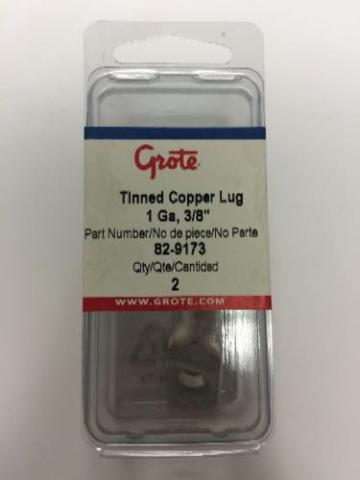 Grote
Tinned Copper Lug
1 Ga, 3/8"
Part Number/No de piece/No Parte
82-9173
Qty/Qte/Cantidad
2
WWW.GROTE.COM